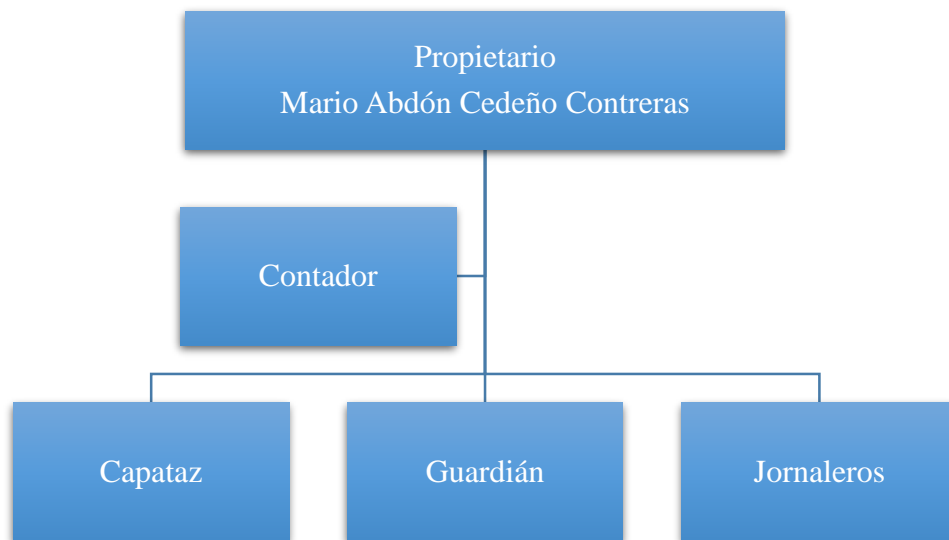 Propietario
Mario Abdón Cedeño Contreras
Contador
Capataz
Guardián
Jornaleros